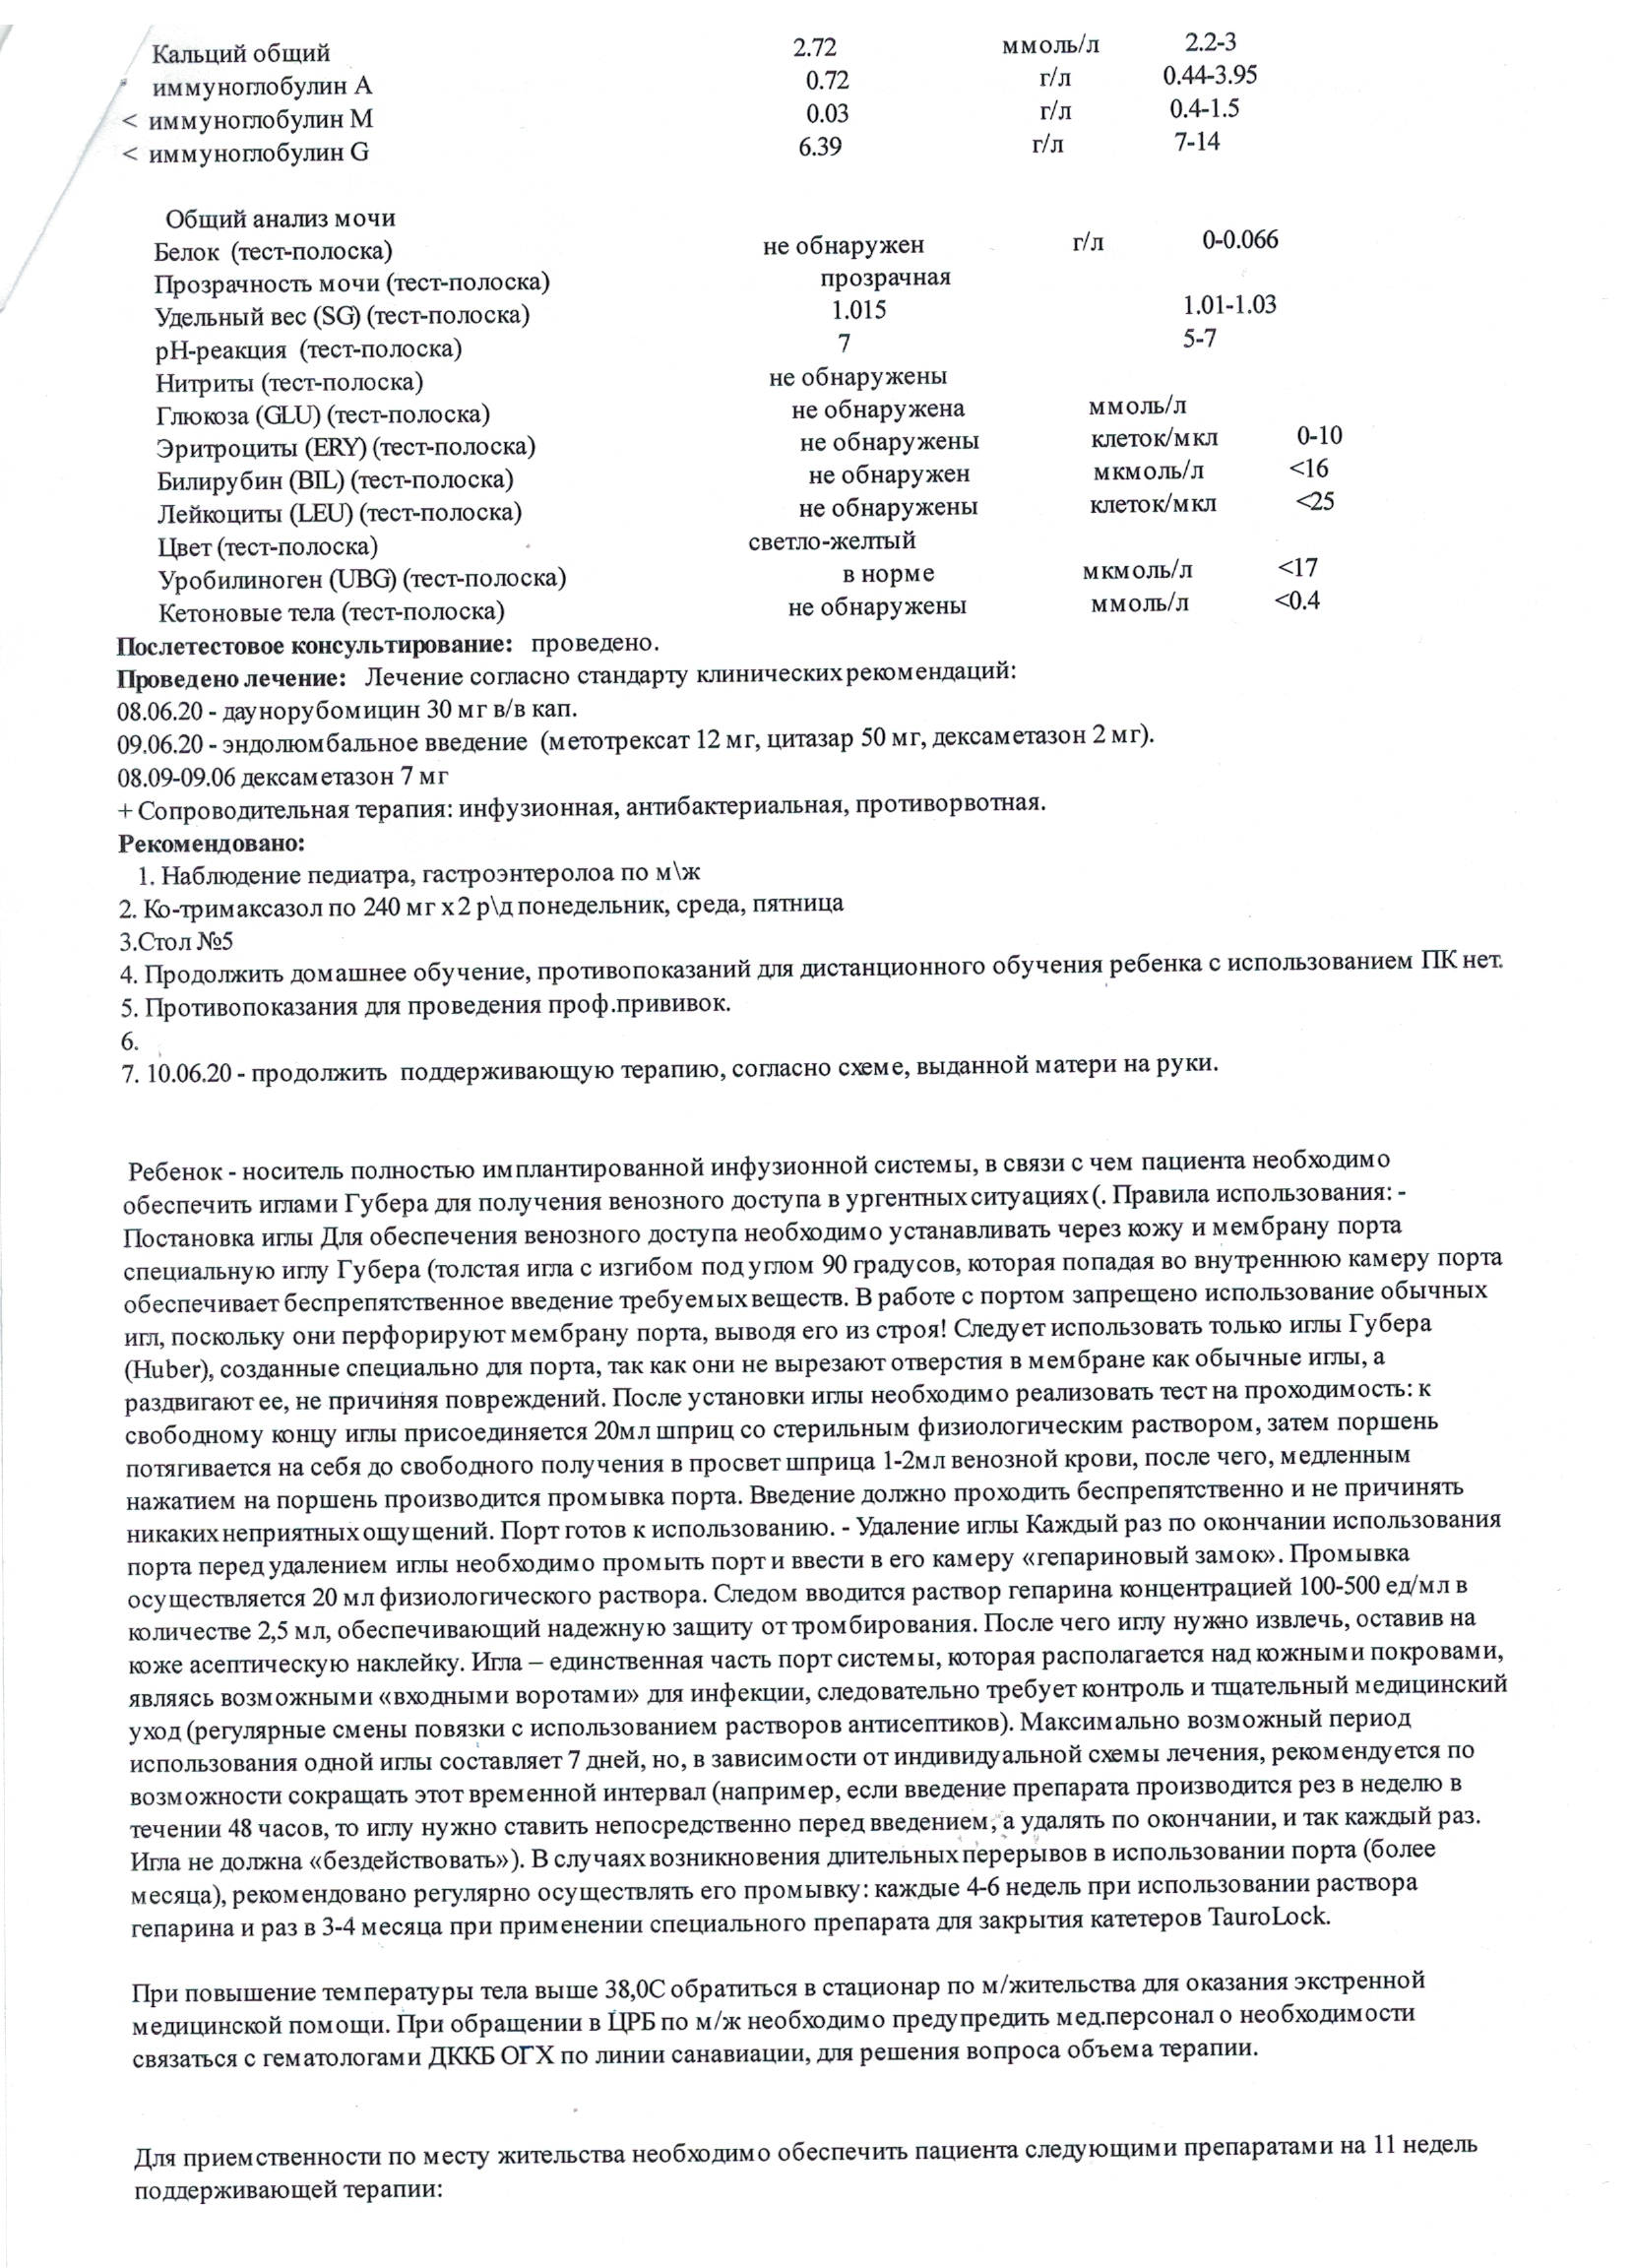 Кальций общий 2.72 ммоль/л 2.2-3
иммуноглобулин А 0.72 г/л 0.44-3.95
< иммуноглобулин М 0.03 г/л 0.4-1.5
< иммуноглобулин G 6.39 г/л 7-14
Общий анализ мочи
Белок (тест-полоска) не обнаружен г/л 0-0.066
Прозрачность мочи (тест-полоска) прозрачная
Удельный вес (SG) (тест-полоска) 1.015 1.01-1.03
pH-реакция (тест-полоска) 7 5-7
Нитриты (тест-полоска) не обнаружены
Глюкоза (GLU) (тест-полоска) не обнаружена ммоль/л
Эритроциты (ERY) (тест-полоска) не обнаружены клеток/мкл 0-10
Билирубин (BIL) (тест-полоска) не обнаружен мкмоль/л <16
Лейкоциты (LEU) (тест-полоска) не обнаружены клеток/мкл <25
Цвет (тест-полоска) светло-желтый
Уробилиноген (UBG) (тест-полоска) в норме мкмоль/л <17
Кетоновые тела (тест-полоска) не обнаружены ммоль/л <0.4
Послетестовое консультирование: проведено.
Проведено лечение: Лечение согласно стандарту клинических рекомендаций:
08.06.20 - даунорубомицин 30 мг в/в кап.
09.06.20 - эндолюмбальное введение (метотрексат 12 мг, цитазар 50 мг, дексаметазон 2 мг).
08.09-09.06 дексаметазон 7 мг
+ Сопроводительная терапия: инфузионная, антибактериальная, противорвотная.
Рекомендовано:
1. Наблюдение педиатра, гастроэнтеролоа по м\ж
2. Ко-тримаксазол по 240 мг х2 р\д понедельник, среда, пятница
3.Стол №5
4. Продолжить домашнее обучение, противопоказаний для дистанционного обучения ребенка с использованием ПК нет.
5. Противопоказания для проведения проф.прививок.
6.
7. 10.06.20 - продолжить поддерживающую терапию, согласно схеме, выданной матери на руки.
Ребенок - носитель полностью имплантированной инфузионной системы, в связи с чем пациента необходимо
обеспечить иглами Губера для получения венозного доступа в ургентных ситуациях(. Правила использования: -
Постановка иглы Для обеспечения венозного доступа необходимо устанавливать через кожу и мембрану порта
специальную иглу Губера (толстая игла с изгибом под углом 90 градусов, которая попадая во внутреннюю камеру порта
обеспечивает беспрепятственное введение требуемых веществ. В работе с портом запрещено использование обычных
игл, поскольку они перфорируют мембрану порта, выводя его из строя! Следует использовать только иглы Губера
(Huber), созданные специально для порта, так как они не вырезают отверстия в мембране как обычные иглы, а
раздвигают ее, не причиняя повреждений. После установки иглы необходимо реализовать тест на проходимость: к
свободному концу иглы присоединяется 20мл шприц со стерильным физиологическим раствором, затем поршень
потягивается на себя до свободного получения в просвет шприца 1-2мл венозной крови, после чего, медленным
нажатием на поршень производится промывка порта. Введение должно проходить беспрепятственно и не причинять
никаких неприятных ощущений. Порт готов к использованию. - Удаление иглы Каждый раз по окончании использования
порта перед удалением иглы необходимо промыть порт и ввести в его камеру «гепариновый замок». Промывка
осуществляется 20 мл физиологического раствора. Следом вводится раствор гепарина концентрацией 100-500 ед/мл в
количестве 2,5 мл, обеспечивающий надежную защиту от тромбирования. После чего иглу нужно извлечь, оставив на
коже асептическую наклейку. Игла – единственная часть порт системы, которая располагается над кожными покровами,
являясь возможными «входными воротами» для инфекции, следовательно требует контроль и тщательный медицинский
уход (регулярные смены повязки с использованием растворов антисептиков). Максимально возможный период
использования одной иглы составляет 7 дней, но, в зависимости от индивидуальной схемы лечения, рекомендуется по
возможности сокращать этот временной интервал (например, если введение препарата производится рез в неделю в
течении 48 часов, то иглу нужно ставить непосредственно перед введением, а удалять по окончании, и так каждый раз.
Игла не должна «бездействовать»). В случаях возникновения длительных перерывов в использовании порта (более
месяца), рекомендовано регулярно осуществлять его промывку: каждые 4-6 недель при использовании раствора
гепарина и раз в 3-4 месяца при применении специального препарата для закрытия катетеров TauroLock.
При повышение температуры тела выше 38,0С обратиться в стационар по м/жительства для оказания экстренной
медицинской помощи. При обращении в ЦРБ по м/ж необходимо предупредить мед.персонал о необходимости
связаться с гематологами ДККБ ОГХ по линии санавиации, для решения вопроса объема терапии.
Для приемственности по месту жительства необходимо обеспечить пациента следующими препаратами на 11 недель
поддерживающей терапии: